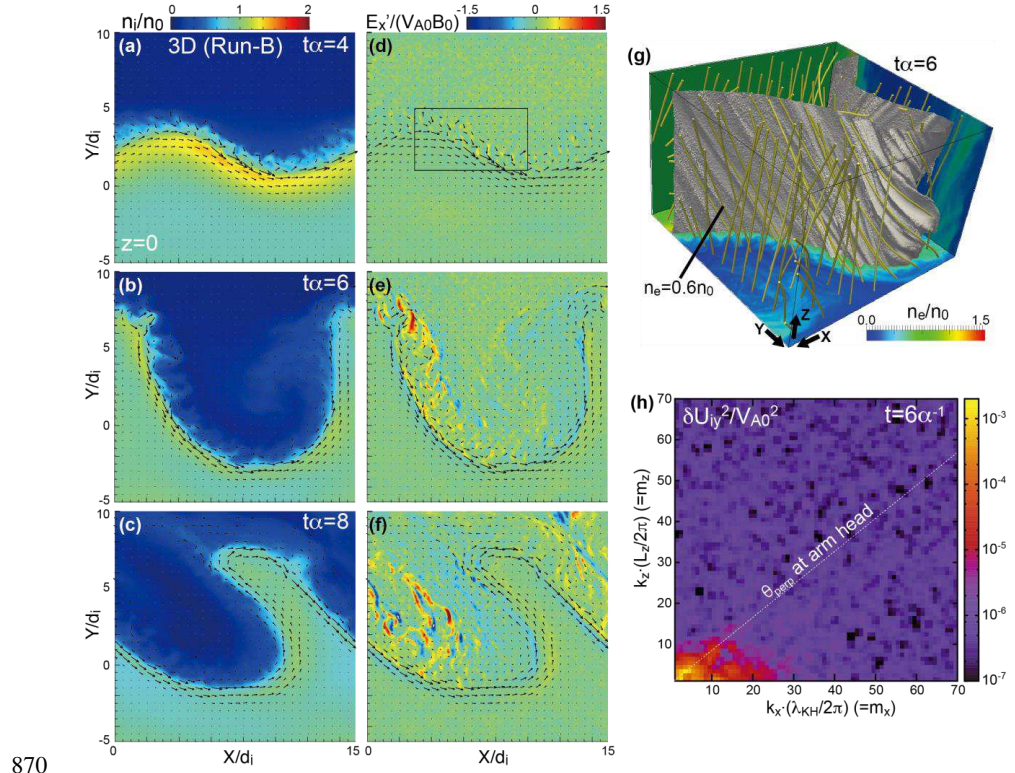 n_i/n_0
0 1 2
E_x'/(V_A0B_0)
-1.5 0.0 1.5
(a) 3D (Run-B) tα=4
z=0
10
5
0
-5
Y/d_i
(d)
(b) tα=6
10
5
0
-5
Y/d_i
(e)
(c) tα=8
10
5
0
-5
Y/d_i
(f)
0 X/d_i 15
0 X/d_i 15
(g) tα=6
n_e=0.6n_0
Z
Y X
n_e/n_0
0.0 1.5
(h) δU_iy²/V_A0² t=6α⁻¹
θ_perp at arm head
70
60
50
40
30
20
10
k_z·(L_z/2π) (=m_z)
10 20 30 40 50 60 70
k_x·(λ_KH/2π) (=m_x)
10⁻³
10⁻⁴
10⁻⁵
10⁻⁶
10⁻⁷
870